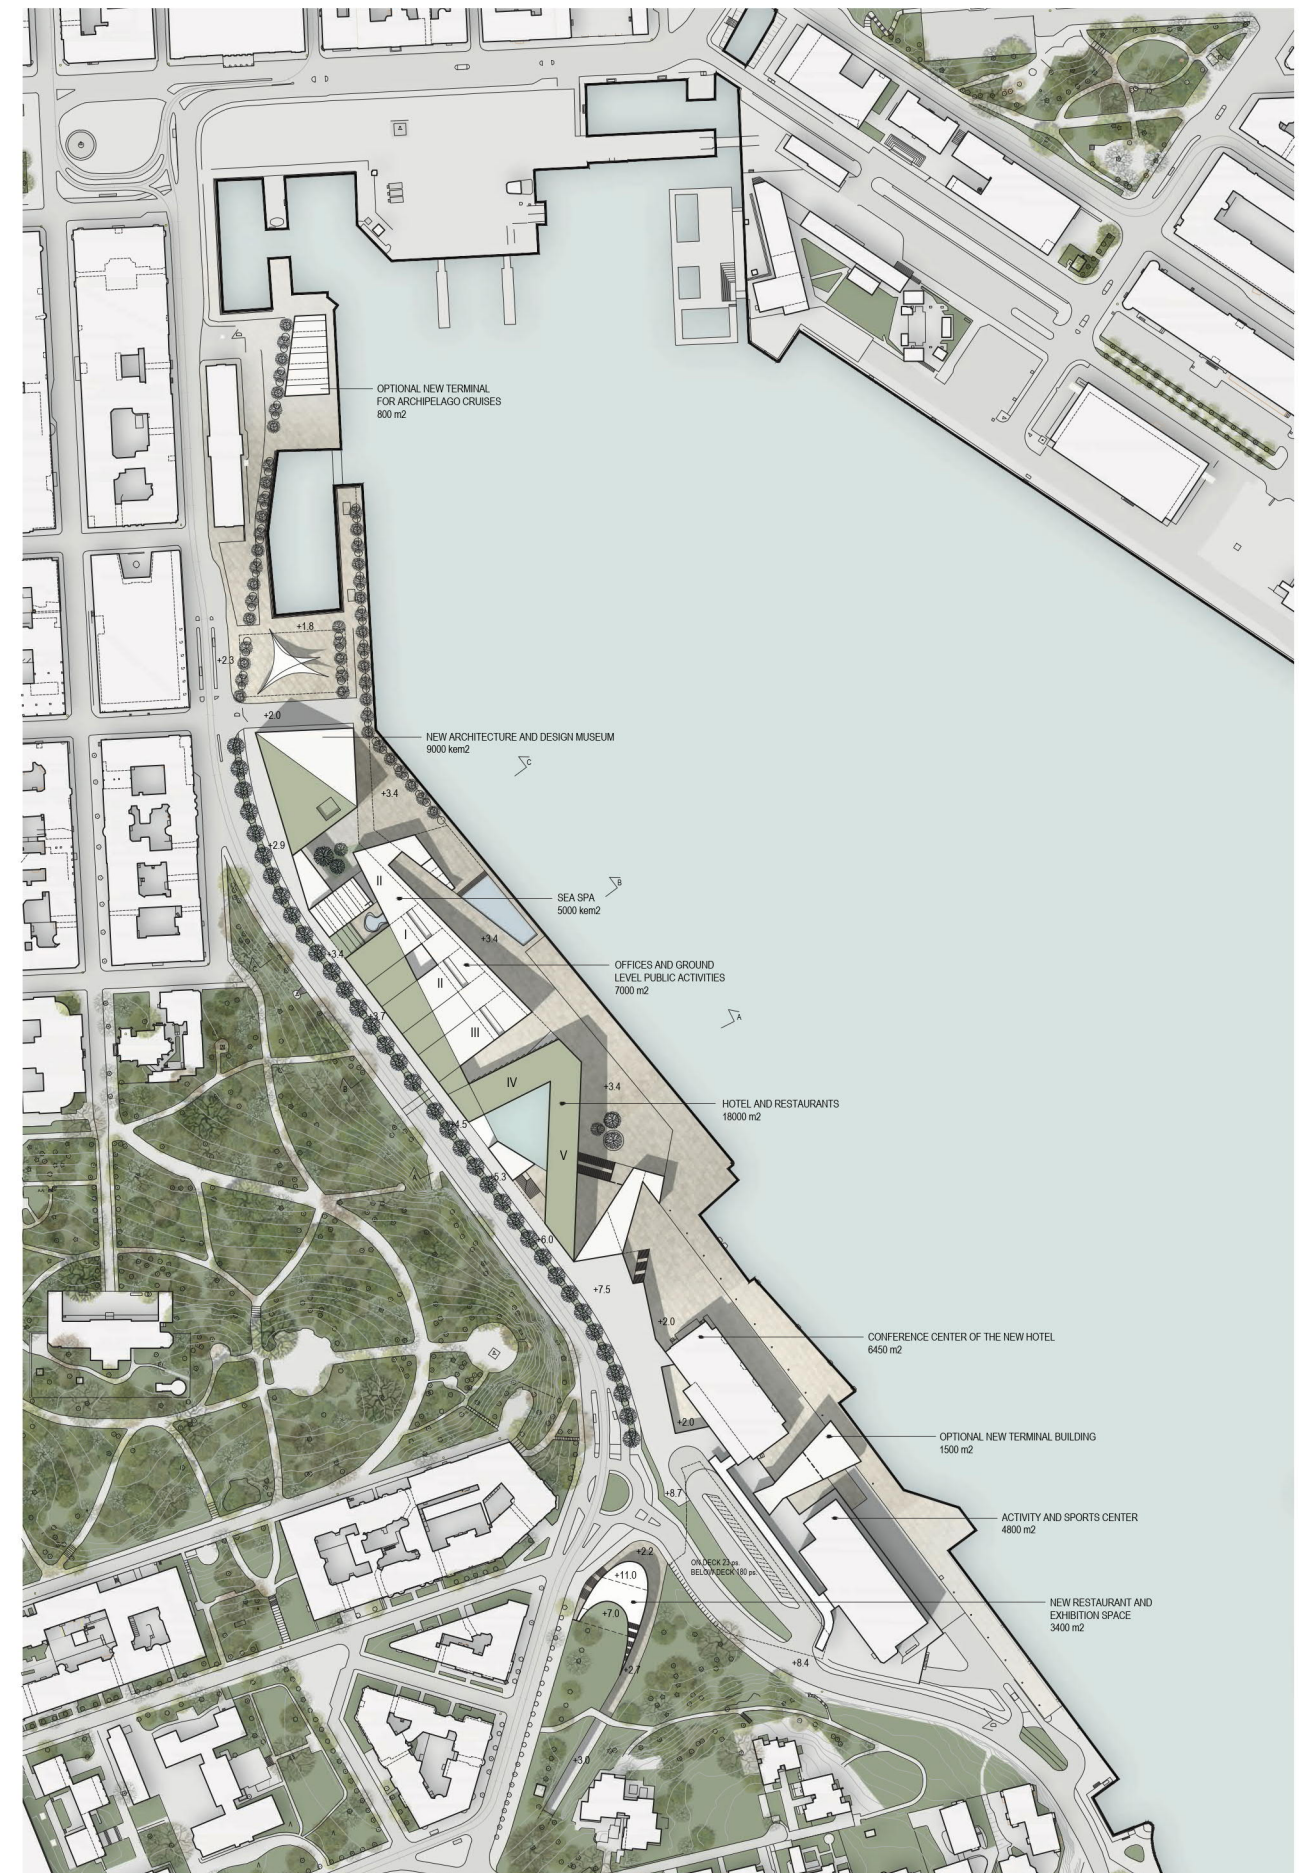 OPTIONAL NEW TERMINAL
FOR ARCHIPELAGO CRUISES
800 m2
+1.8
+2.3
+2.0
NEW ARCHITECTURE AND DESIGN MUSEUM
9000 kem2
C
+3.4
+2.9
II
B
SEA SPA
5000 kem2
I
+3.4
+3.4
OFFICES AND GROUND
LEVEL PUBLIC ACTIVITIES
7000 m2
C
II
+3.7
A
III
IV
+3.4
B
HOTEL AND RESTAURANTS
18000 m2
+4.5
V
A
+5.3
+6.0
+7.5
+2.0
CONFERENCE CENTER OF THE NEW HOTEL
6450 m2
+2.0
OPTIONAL NEW TERMINAL BUILDING
1500 m2
+8.7
ACTIVITY AND SPORTS CENTER
4800 m2
+2.2
ON DECK 23 ps.
BELOW DECK 180 ps.
+11.0
+7.0
NEW RESTAURANT AND
EXHIBITION SPACE
3400 m2
+2.7
+8.4
+3.0